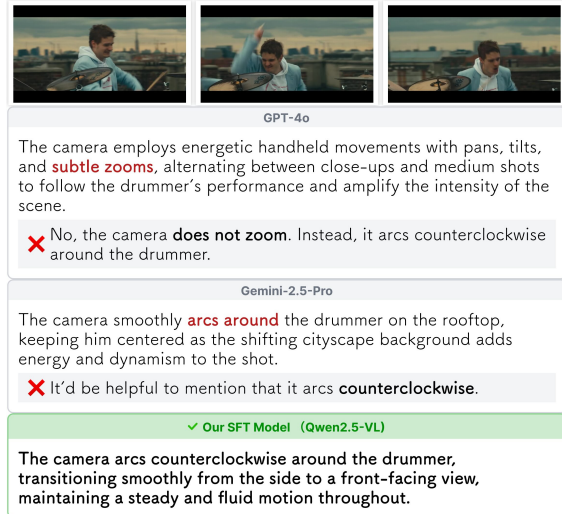 GPT-4o
The camera employs energetic handheld movements with pans, tilts,
and subtle zooms, alternating between close-ups and medium shots
to follow the drummer's performance and amplify the intensity of the
scene.
No, the camera does not zoom. Instead, it arcs counterclockwise
around the drummer.
Gemini-2.5-Pro
The camera smoothly arcs around the drummer on the rooftop,
keeping him centered as the shifting cityscape background adds
energy and dynamism to the shot.
It'd be helpful to mention that it arcs counterclockwise.
Our SFT Model (Qwen2.5-VL)
The camera arcs counterclockwise around the drummer,
transitioning smoothly from the side to a front-facing view,
maintaining a steady and fluid motion throughout.